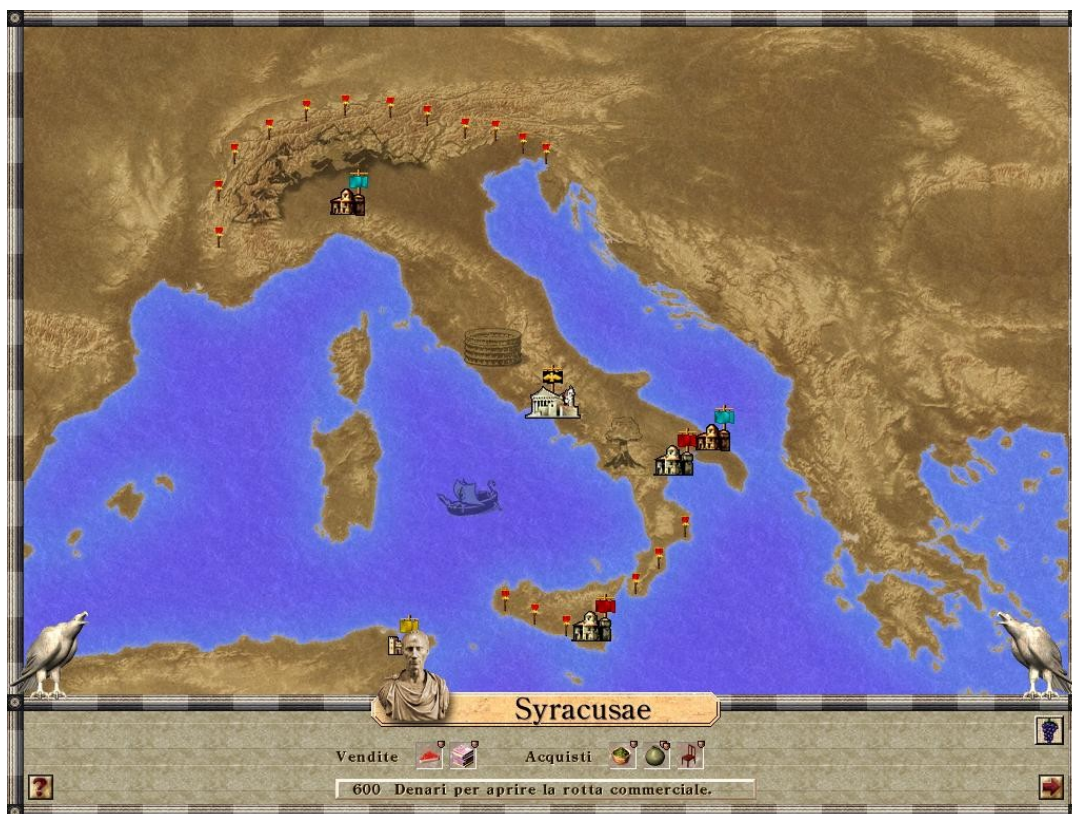 Syracusae
Vendite Acquisti
600 Denari per aprire la rotta commerciale.
?